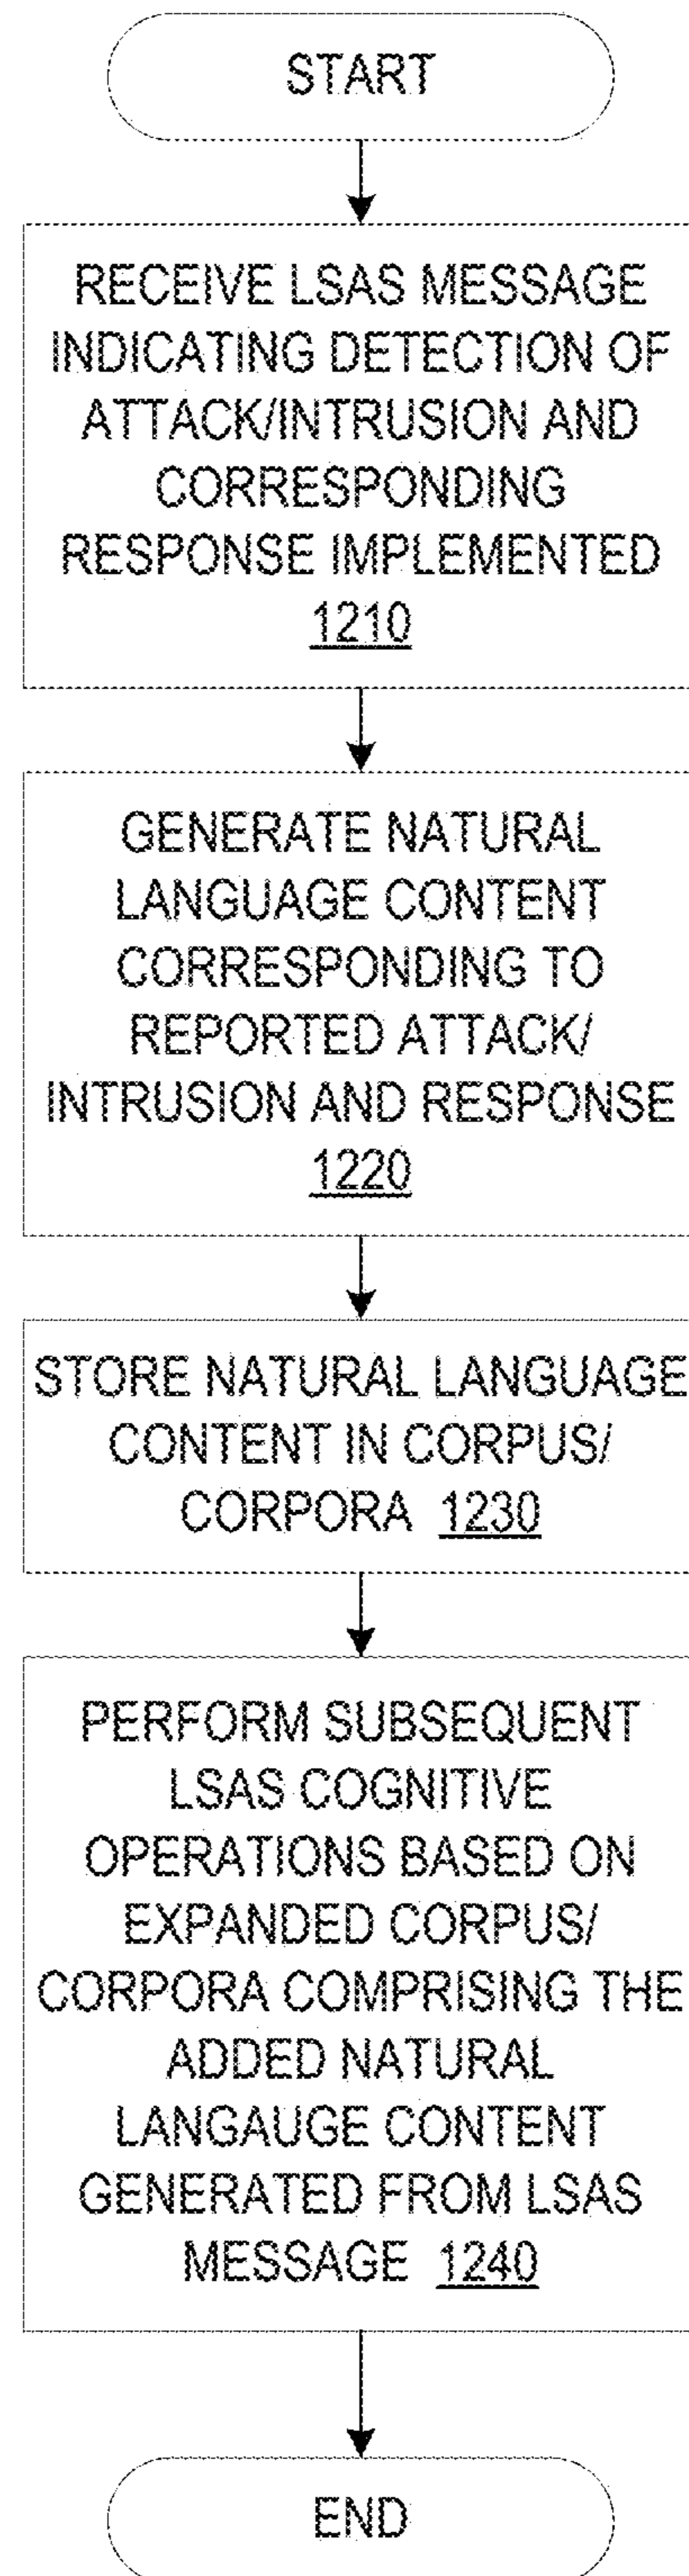 START
RECEIVE LSAS MESSAGE
INDICATING DETECTION OF
ATTACK/INTRUSION AND
CORRESPONDING
RESPONSE IMPLEMENTED
1210
GENERATE NATURAL
LANGUAGE CONTENT
CORRESPONDING TO
REPORTED ATTACK/
INTRUSION AND RESPONSE
1220
STORE NATURAL LANGUAGE
CONTENT IN CORPUS/
CORPORA 1230
PERFORM SUBSEQUENT
LSAS COGNITIVE
OPERATIONS BASED ON
EXPANDED CORPUS/
CORPORA COMPRISING THE
ADDED NATURAL
LANGAUGE CONTENT
GENERATED FROM LSAS
MESSAGE 1240
END